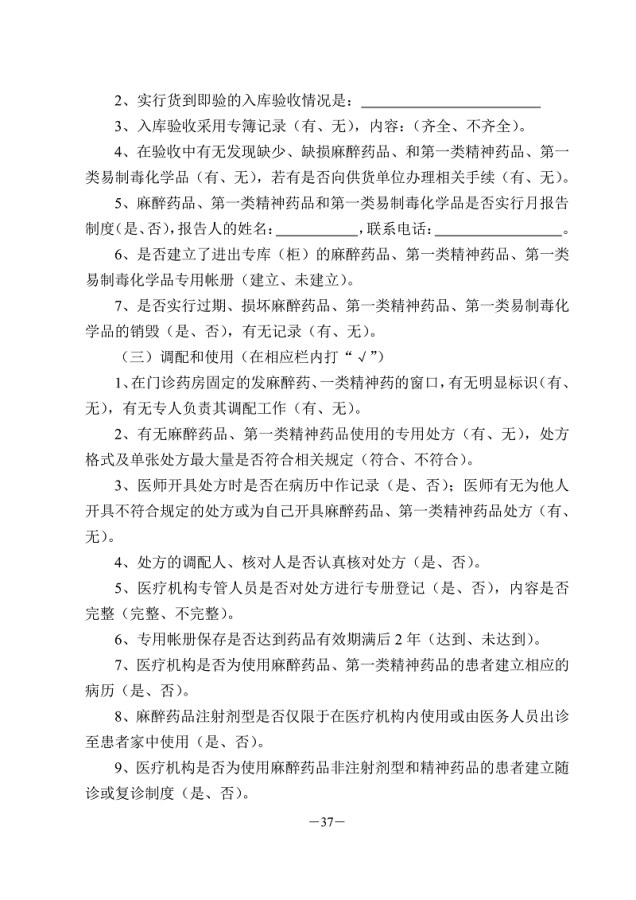 2、实行货到即验的入库验收情况是：
3、入库验收采用专簿记录（有、无），内容：（齐全、不齐全）。
4、在验收中有无发现缺少、缺损麻醉药品、和第一类精神药品、第一
类易制毒化学品（有、无），若有是否向供货单位办理相关手续（有、无）。
5、麻醉药品、第一类精神药品和第一类易制毒化学品是否实行月报告
制度（是、否），报告人的姓名：__________，联系电话：________________。
6、是否建立了进出专库（柜）的麻醉药品、第一类精神药品、第一类
易制毒化学品专用帐册（建立、未建立）。
7、是否实行过期、损坏麻醉药品、第一类精神药品、第一类易制毒化
学品的销毁（是、否），有无记录（有、无）。
（三）调配和使用（在相应栏内打“√”）
1、在门诊药房固定的发麻醉药、一类精神药的窗口，有无明显标识（有、
无），有无专人负责其调配工作（有、无）。
2、有无麻醉药品、第一类精神药品使用的专用处方（有、无），处方
格式及单张处方最大量是否符合相关规定（符合、不符合）。
3、医师开具处方时是否在病历中作记录（是、否）；医师有无为他人
开具不符合规定的处方或为自己开具麻醉药品、第一类精神药品处方（有、
无）。
4、处方的调配人、核对人是否认真核对处方（是、否）。
5、医疗机构专管人员是否对处方进行专册登记（是、否），内容是否
完整（完整、不完整）。
6、专用帐册保存是否达到药品有效期满后 2 年（达到、未达到）。
7、医疗机构是否为使用麻醉药品、第一类精神药品的患者建立相应的
病历（是、否）。
8、麻醉药品注射剂型是否仅限于在医疗机构内使用或由医务人员出诊
至患者家中使用（是、否）。
9、医疗机构是否为使用麻醉药品非注射剂型和精神药品的患者建立随
诊或复诊制度（是、否）。
－37－